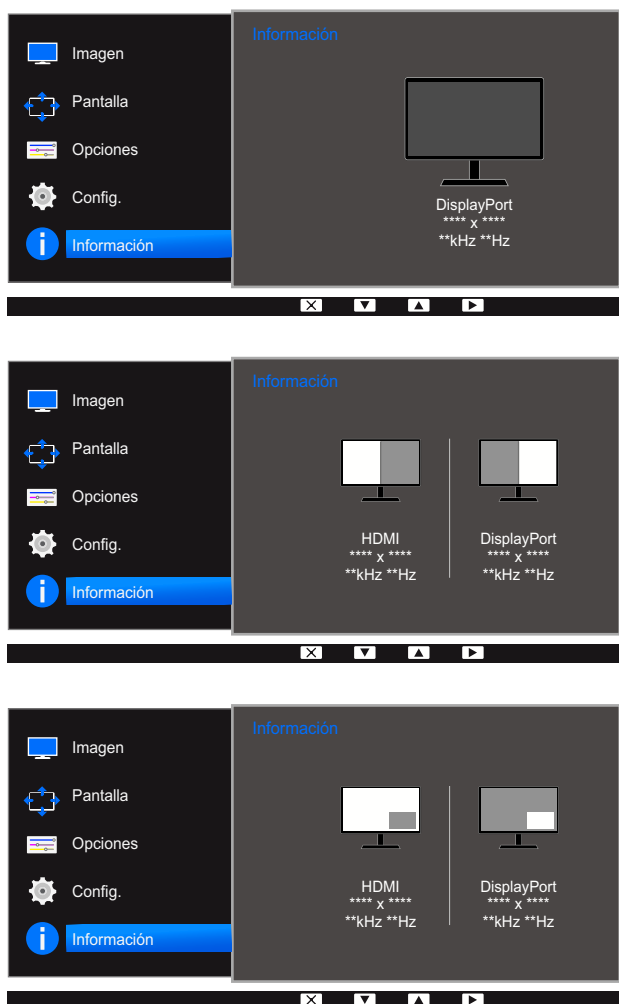 Información
Imagen
Pantalla
Opciones
Config.
Información
DisplayPort
**** x ****
**kHz **Hz
Información
Imagen
Pantalla
Opciones
Config.
Información
HDMI
**** x ****
**kHz **Hz
DisplayPort
**** x ****
**kHz **Hz
Información
Imagen
Pantalla
Opciones
Config.
Información
HDMI
**** x ****
**kHz **Hz
DisplayPort
**** x ****
**kHz **Hz